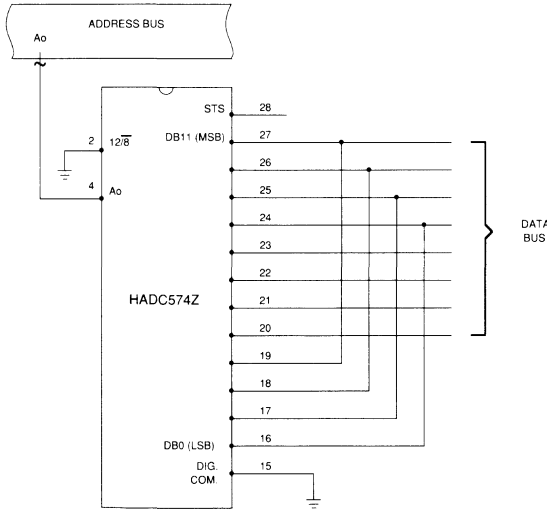 ADDRESS BUS
Ao
STS 28
DB11 (MSB) 27
2 12/8
26
4 Ao
25
24
DATA
BUS
23
22
HADC574Z
21
20
19
18
17
DB0 (LSB) 16
DIG.
COM.
15